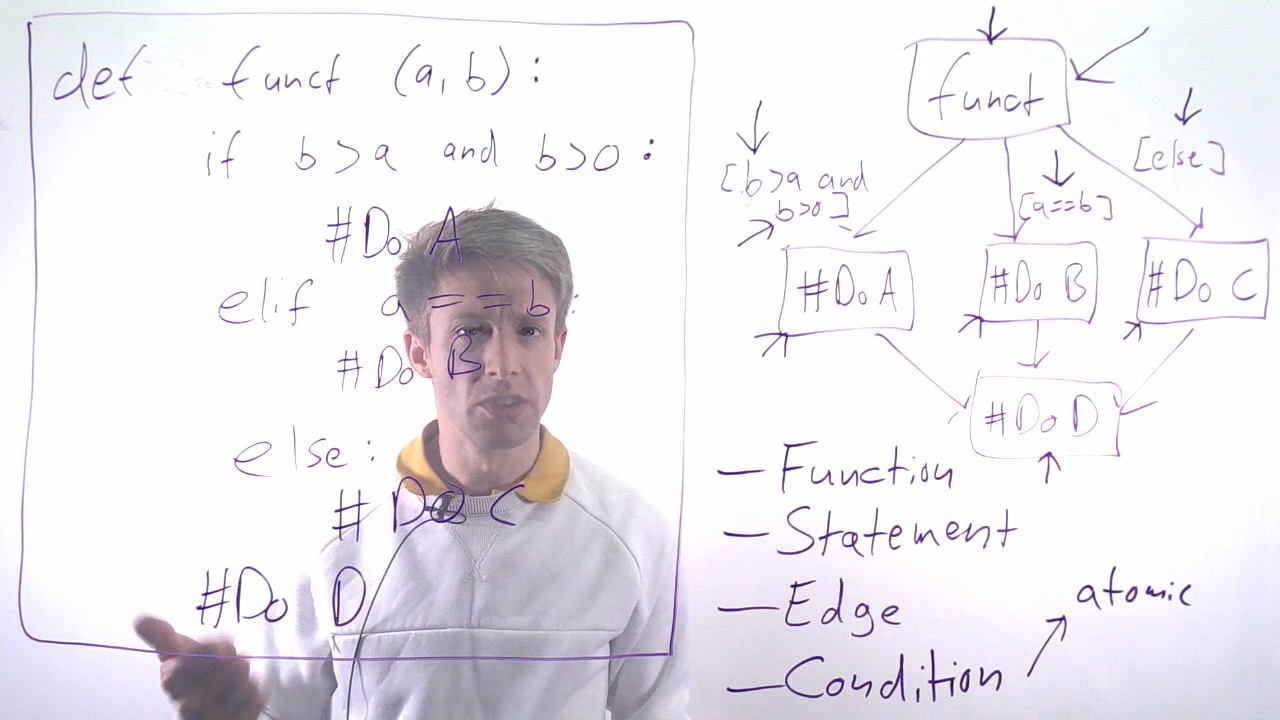 def funct (a, b):
if b>a and b>0:
#Do A
elif a == b:
#Do B
else:
# Do C
#Do D
funct
[b>a and
b>0]
[a==b]
[else]
#Do A
#Do B
#Do C
#Do D
— Function
— Statement
— Edge
— Condition
atomic